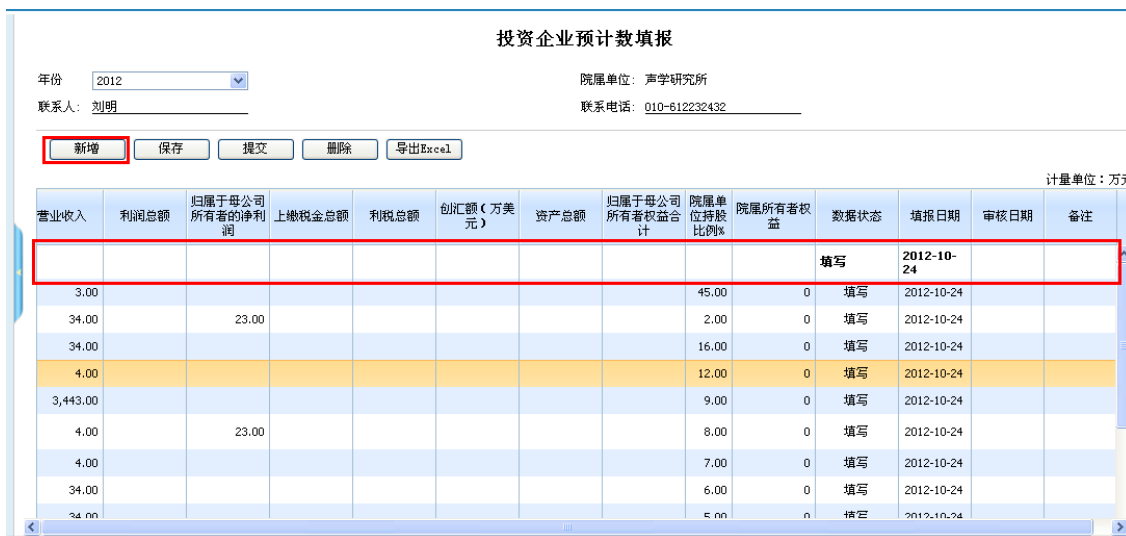 投资企业预计数填报
年份 2012 院属单位: 声学研究所
联系人: 刘明 联系电话: 010-612232432
新增 保存 提交 删除 导出Excel
计量单位：万
营业收入 利润总额 归属于母公司所有者的净利润 上缴税金总额 利税总额 创汇额（万美元） 资产总额 归属于母公司所有者权益合计 院属单位持股比例% 院属所有者权益 数据状态 填报日期 审核日期 备注
填写 2012-10-24
3.00 45.00 0 填写 2012-10-24
34.00 23.00 2.00 0 填写 2012-10-24
34.00 16.00 0 填写 2012-10-24
4.00 12.00 0 填写 2012-10-24
3,443.00 9.00 0 填写 2012-10-24
4.00 23.00 8.00 0 填写 2012-10-24
4.00 7.00 0 填写 2012-10-24
34.00 6.00 0 填写 2012-10-24
34.00 5.00 0 填写 2012-10-24